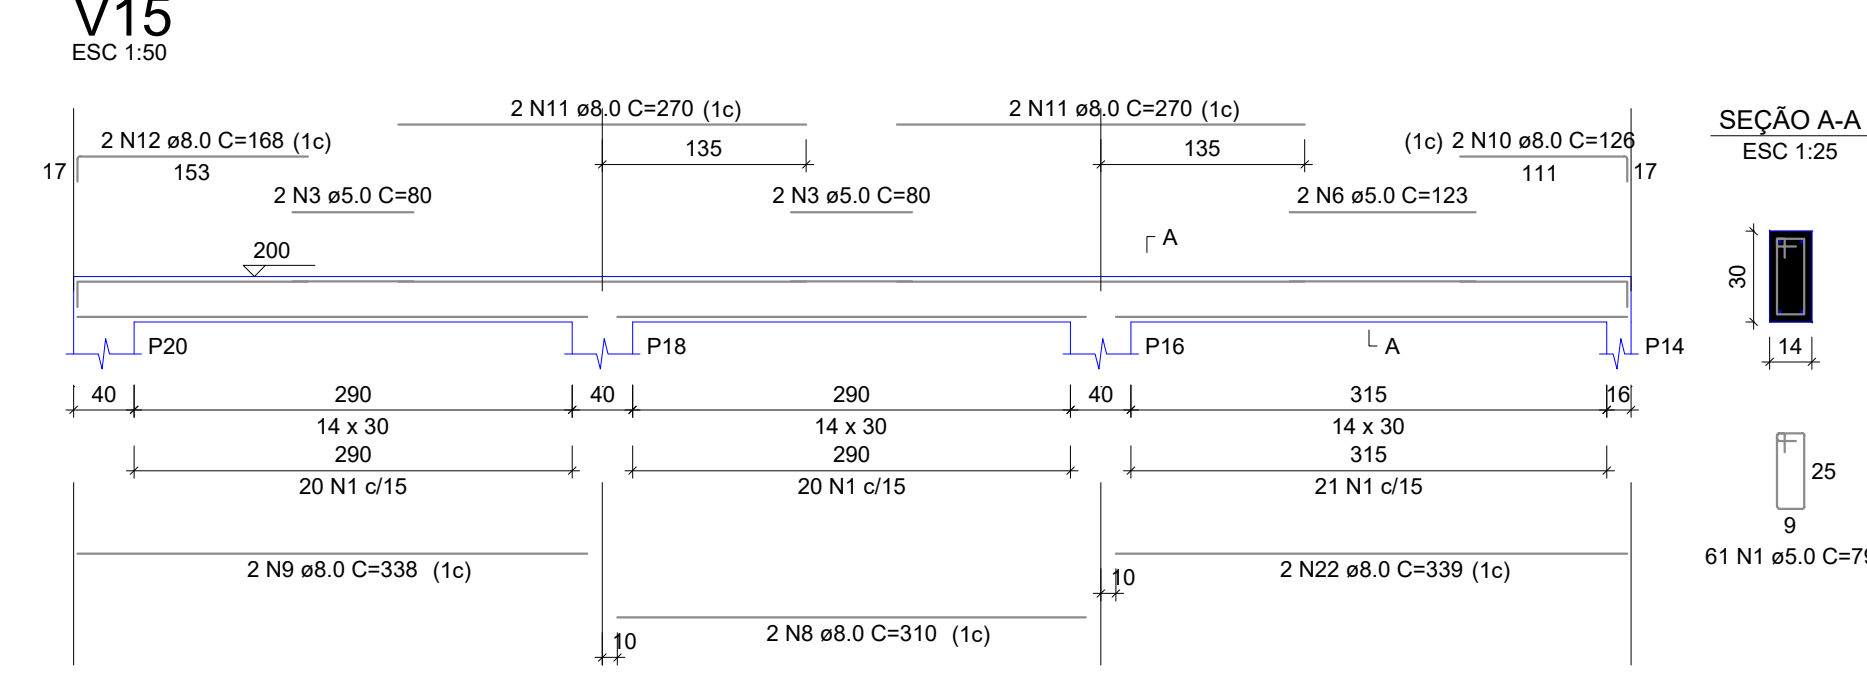 V15
ESC 1:50
2 N11 ø8.0 C=270 (1c)
2 N11 ø8.0 C=270 (1c)
2 N12 ø8.0 C=168 (1c)
135
135
(1c) 2 N10 ø8.0 C=126
17
153
111
17
2 N3 ø5.0 C=80
2 N3 ø5.0 C=80
2 N6 ø5.0 C=123
A
200
P20
P18
P16
A
P14
40
290
40
290
40
315
16
14 x 30
14 x 30
14 x 30
290
290
315
20 N1 c/15
20 N1 c/15
21 N1 c/15
2 N9 ø8.0 C=338 (1c)
10
2 N22 ø8.0 C=339 (1c)
10
2 N8 ø8.0 C=310 (1c)
SEÇÃO A-A
ESC 1:25
30
14
25
9
61 N1 ø5.0 C=79